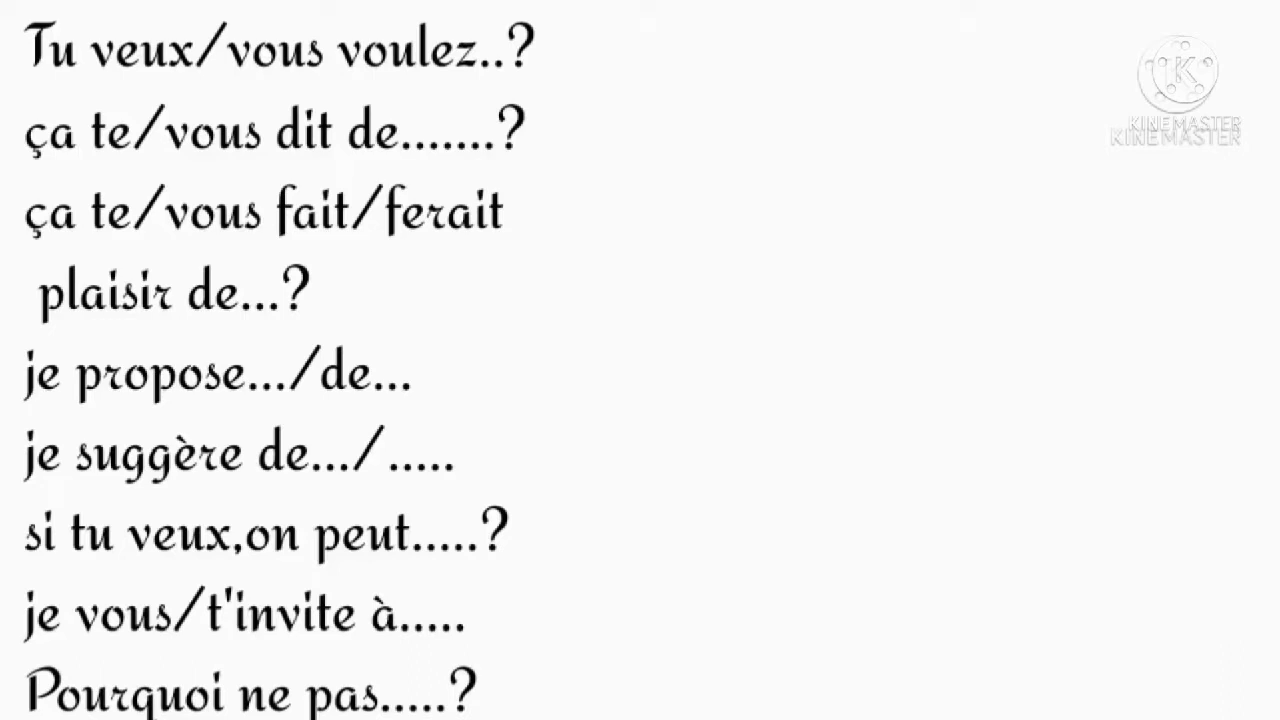 Tu veux/vous voulez..?
ça te/vous dit de.......?
ça te/vous fait/ferait
plaisir de...?
je propose.../de...
je suggère de.../.....
si tu veux,on peut.....?
je vous/t'invite à.....
Pourquoi ne pas.....?
K
KINEMASTER
KINEMASTER